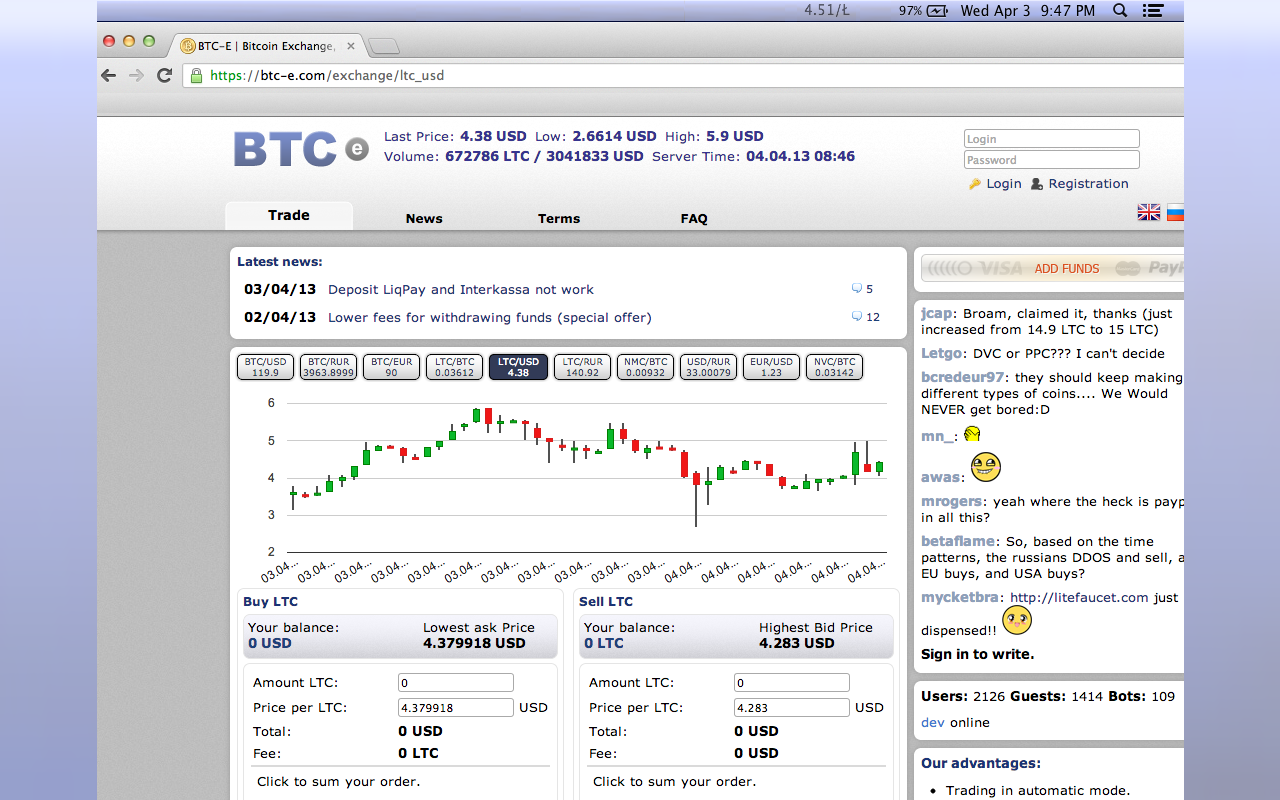 4.51/Ł 97% Wed Apr 3 9:47 PM
BTC-E | Bitcoin Exchange,
https://btc-e.com/exchange/ltc_usd
BTC e
Last Price: 4.38 USD Low: 2.6614 USD High: 5.9 USD
Volume: 672786 LTC / 3041833 USD Server Time: 04.04.13 08:46
Login
Password
Login Registration
Trade News Terms FAQ
Latest news:
03/04/13 Deposit LiqPay and Interkassa not work 5
02/04/13 Lower fees for withdrawing funds (special offer) 12
BTC/USD 119.9
BTC/RUR 3963.8999
BTC/EUR 90
LTC/BTC 0.03612
LTC/USD 4.38
LTC/RUR 140.92
NMC/BTC 0.00932
USD/RUR 33.00079
EUR/USD 1.23
NVC/BTC 0.03142
6
5
4
3
2
03.04... 03.04... 03.04... 03.04... 03.04... 03.04... 03.04... 03.04... 03.04... 03.04... 03.04... 04.04... 04.04... 04.04... 04.04... 04.04... 04.04...
Buy LTC
Your balance: Lowest ask Price
0 USD 4.379918 USD
Amount LTC: 0
Price per LTC: 4.379918 USD
Total: 0 USD
Fee: 0 LTC
Click to sum your order.
Sell LTC
Your balance: Highest Bid Price
0 LTC 4.283 USD
Amount LTC: 0
Price per LTC: 4.283 USD
Total: 0 USD
Fee: 0 USD
Click to sum your order.
VISA ADD FUNDS PayP
jcap: Broam, claimed it, thanks (just
increased from 14.9 LTC to 15 LTC)
Letgo: DVC or PPC??? I can't decide
bcredeur97: they should keep making
different types of coins.... We Would
NEVER get bored:D
mn_:
awas:
mrogers: yeah where the heck is payp
in all this?
betaflame: So, based on the time
patterns, the russians DDOS and sell, a
EU buys, and USA buys?
mycketbra: http://litefaucet.com just
dispensed!!
Sign in to write.
Users: 2126 Guests: 1414 Bots: 109
dev online
Our advantages:
• Trading in automatic mode.